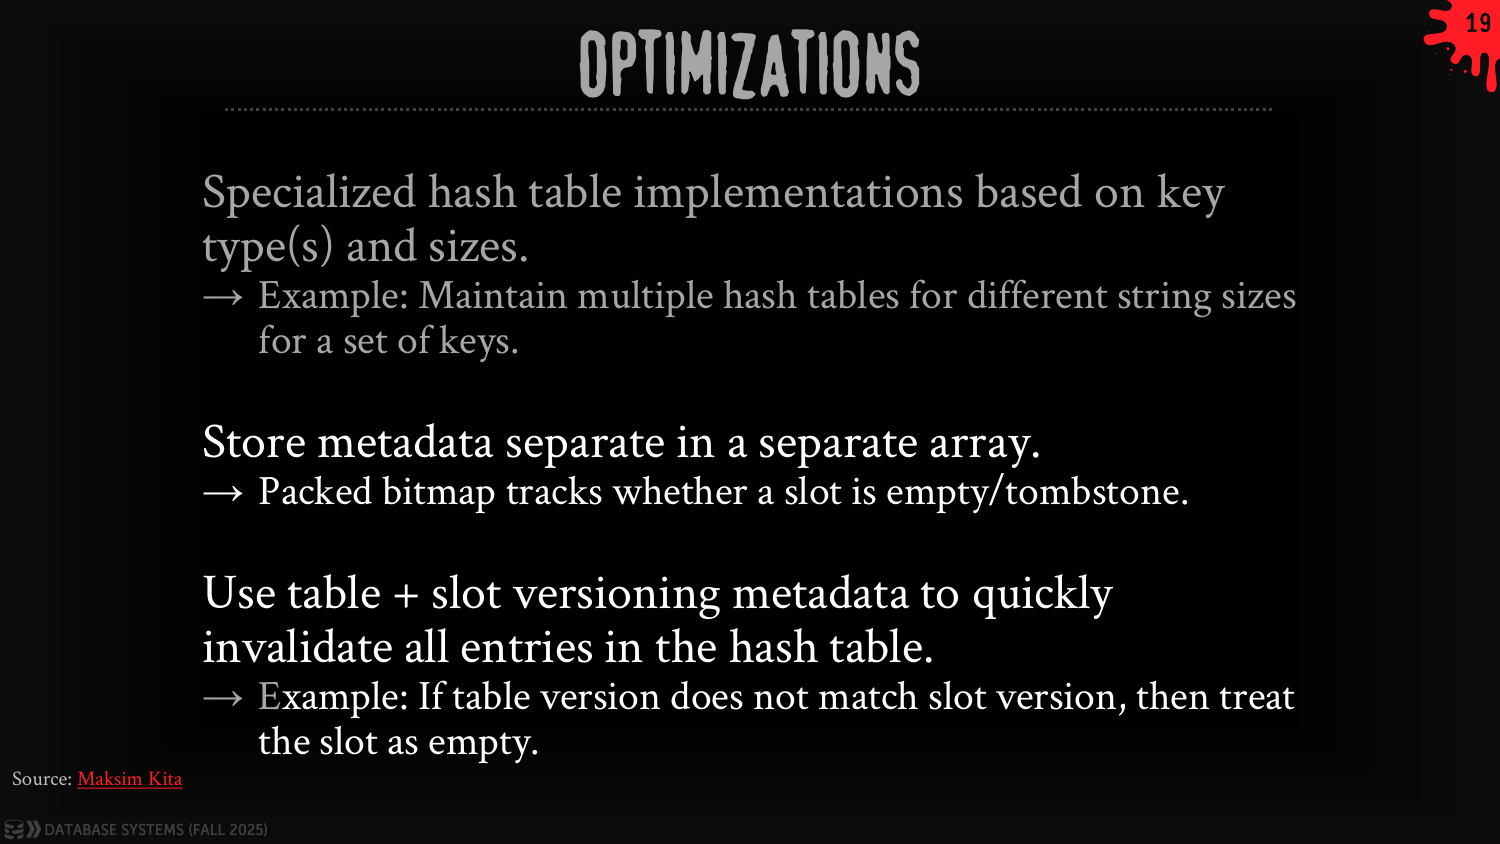 19
OPTIMIZATIONS
Specialized hash table implementations based on key
type(s) and sizes.
→ Example: Maintain multiple hash tables for different string sizes
for a set of keys.
Store metadata separate in a separate array.
→ Packed bitmap tracks whether a slot is empty/tombstone.
Use table + slot versioning metadata to quickly
invalidate all entries in the hash table.
→ Example: If table version does not match slot version, then treat
the slot as empty.
Source: Maksim Kita
DATABASE SYSTEMS (FALL 2025)